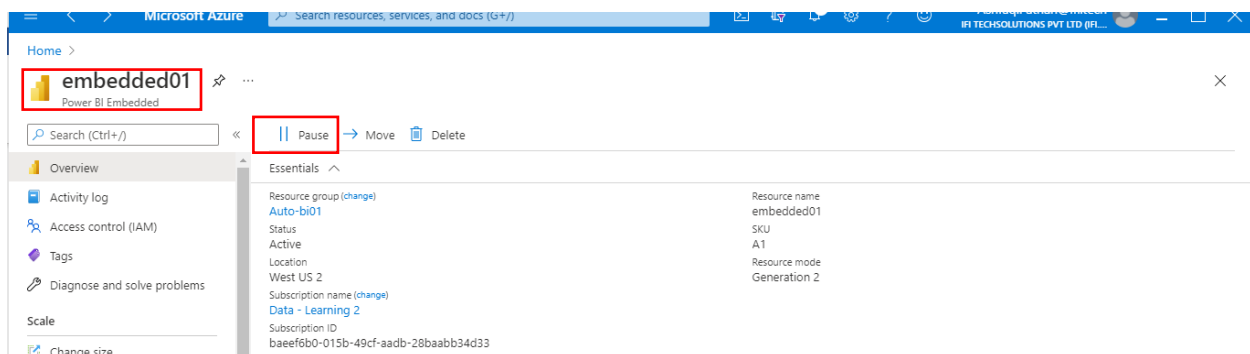 Microsoft Azure
Search resources, services, and docs (G+/)
IFI TECHSOLUTIONS PVT LTD (IFI....
Home >
embedded01
Power BI Embedded
Search (Ctrl+/)
«
Pause
Move
Delete
Overview
Activity log
Access control (IAM)
Tags
Diagnose and solve problems
Scale
Change size
Essentials
Resource group (change)
Auto-bi01
Status
Active
Location
West US 2
Subscription name (change)
Data - Learning 2
Subscription ID
baeef6b0-015b-49cf-aadb-28baabb34d33
Resource name
embedded01
SKU
A1
Resource mode
Generation 2